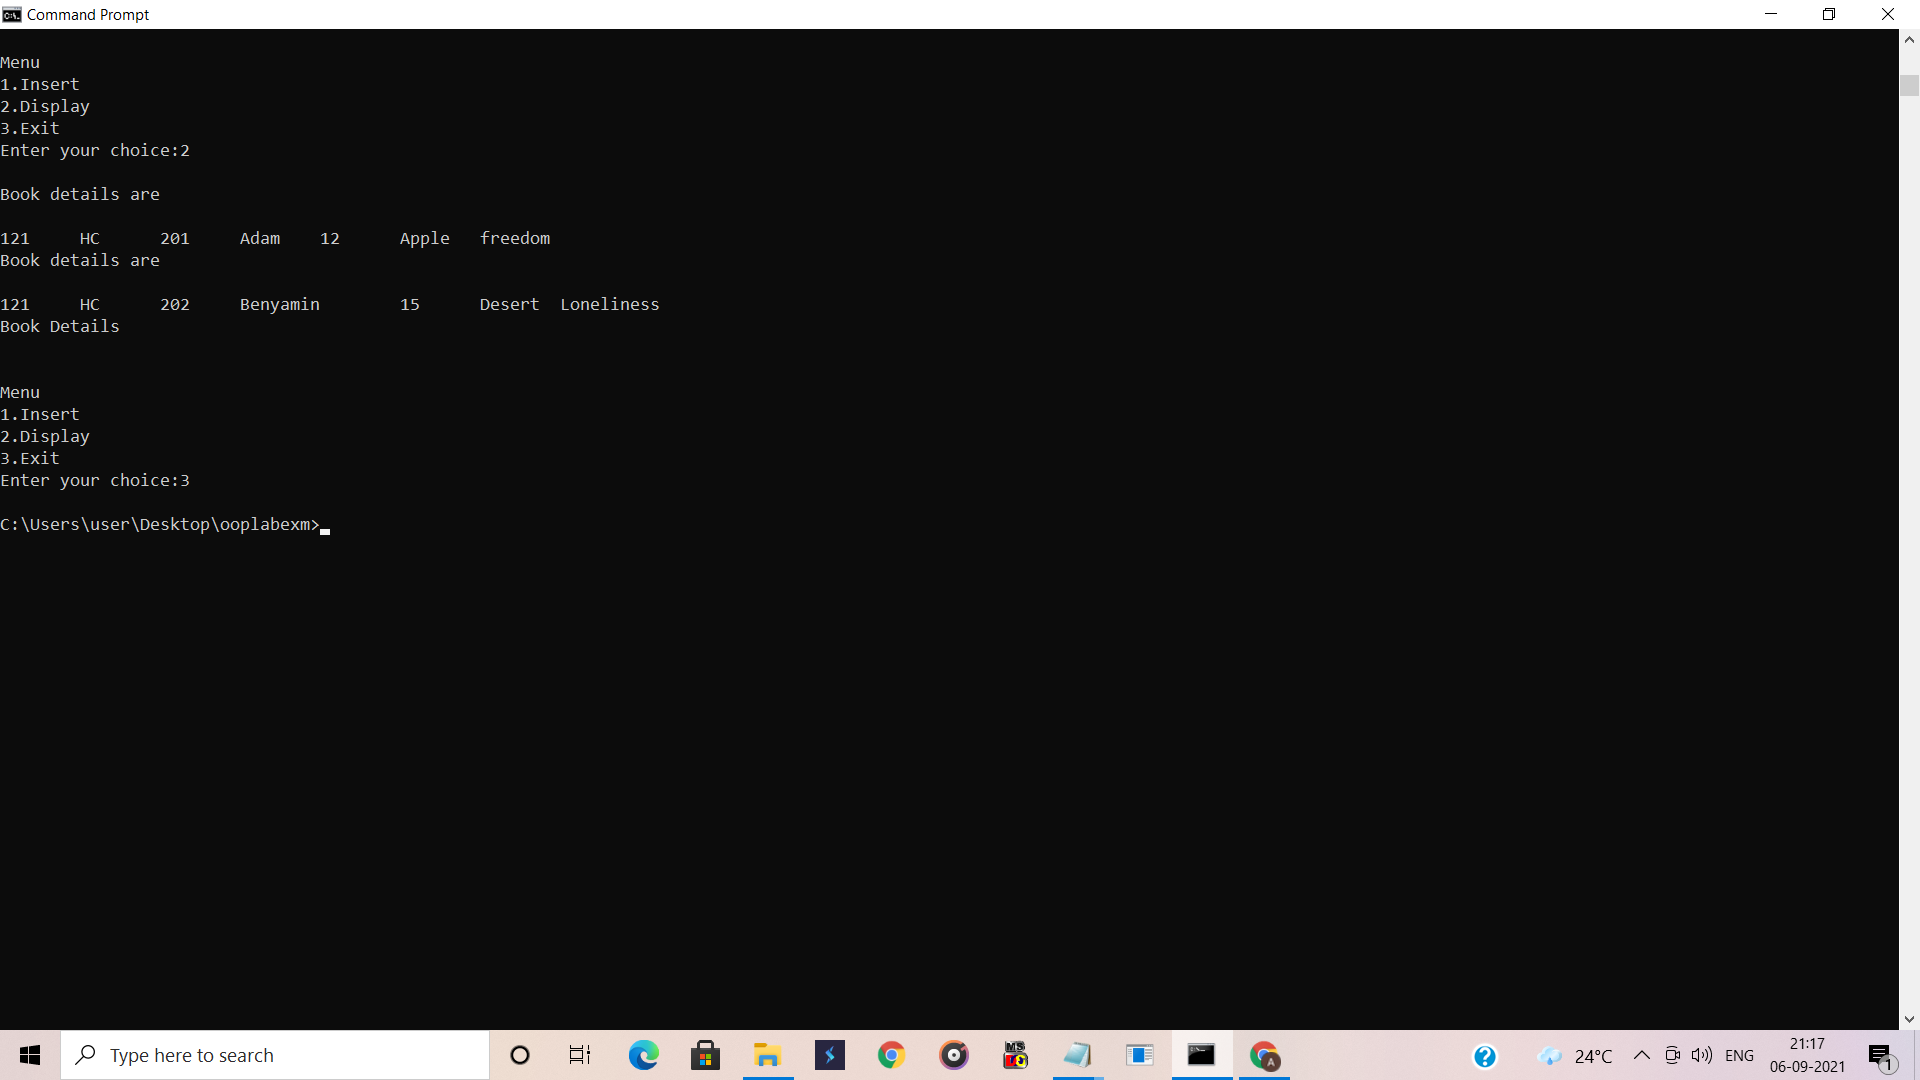 Command Prompt
Menu
1.Insert
2.Display
3.Exit
Enter your choice:2
Book details are
121 HC 201 Adam 12 Apple freedom
Book details are
121 HC 202 Benyamin 15 Desert Loneliness
Book Details
Menu
1.Insert
2.Display
3.Exit
Enter your choice:3
C:\Users\user\Desktop\ooplabexm>
Type here to search
24°C
ENG
21:17
06-09-2021
1